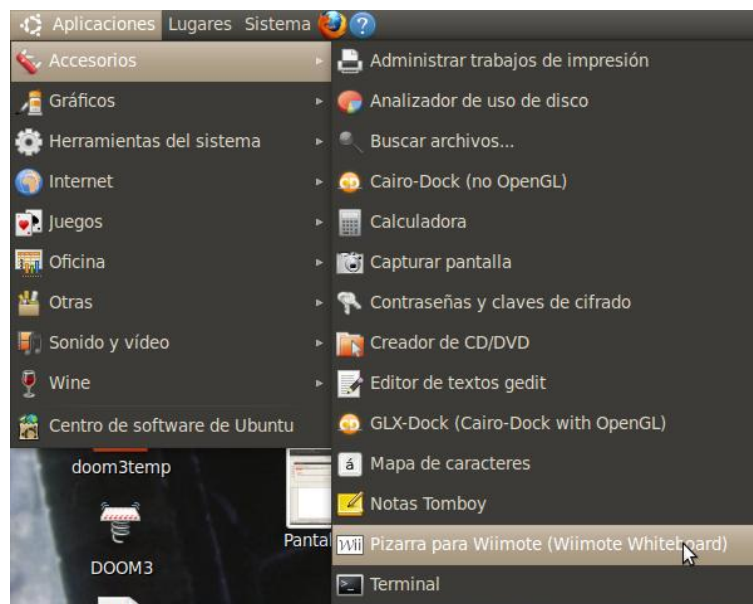 Aplicaciones Lugares Sistema
Accesorios
Gráficos
Herramientas del sistema
Internet
Juegos
Oficina
Otras
Sonido y vídeo
Wine
Centro de software de Ubuntu
Administrar trabajos de impresión
Analizador de uso de disco
Buscar archivos...
Cairo-Dock (no OpenGL)
Calculadora
Capturar pantalla
Contraseñas y claves de cifrado
Creador de CD/DVD
Editor de textos gedit
GLX-Dock (Cairo-Dock with OpenGL)
á Mapa de caracteres
Notas Tomboy
Wii Pizarra para Wiimote (Wiimote Whiteboard)
Terminal
doom3temp
Pantal
DOOM3